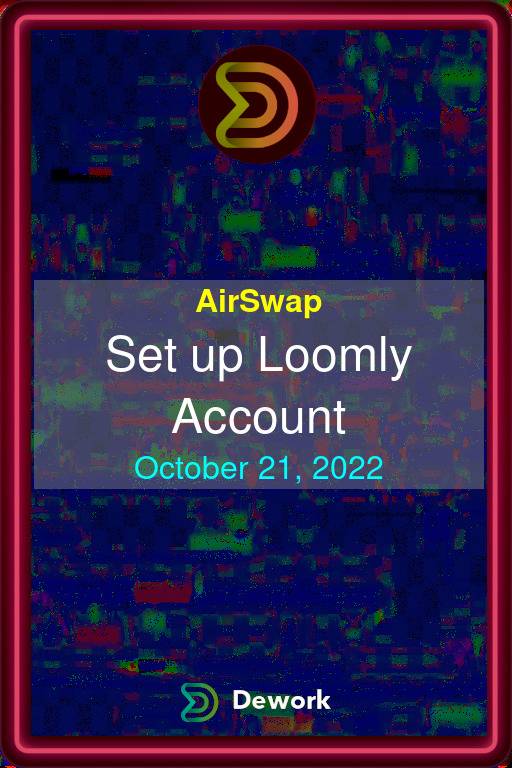 AirSwap
Set up Loomly
Account
October 21, 2022
Dework